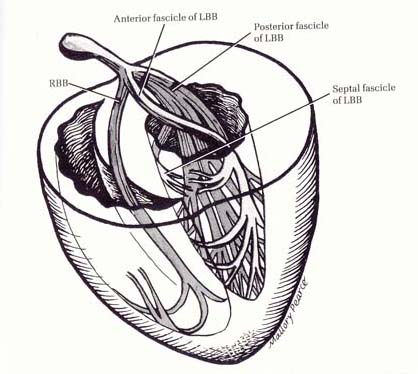 Anterior fascicle of LBB
Posterior fascicle
of LBB
RBB
Septal fascicle
of LBB
Mallory Pearce